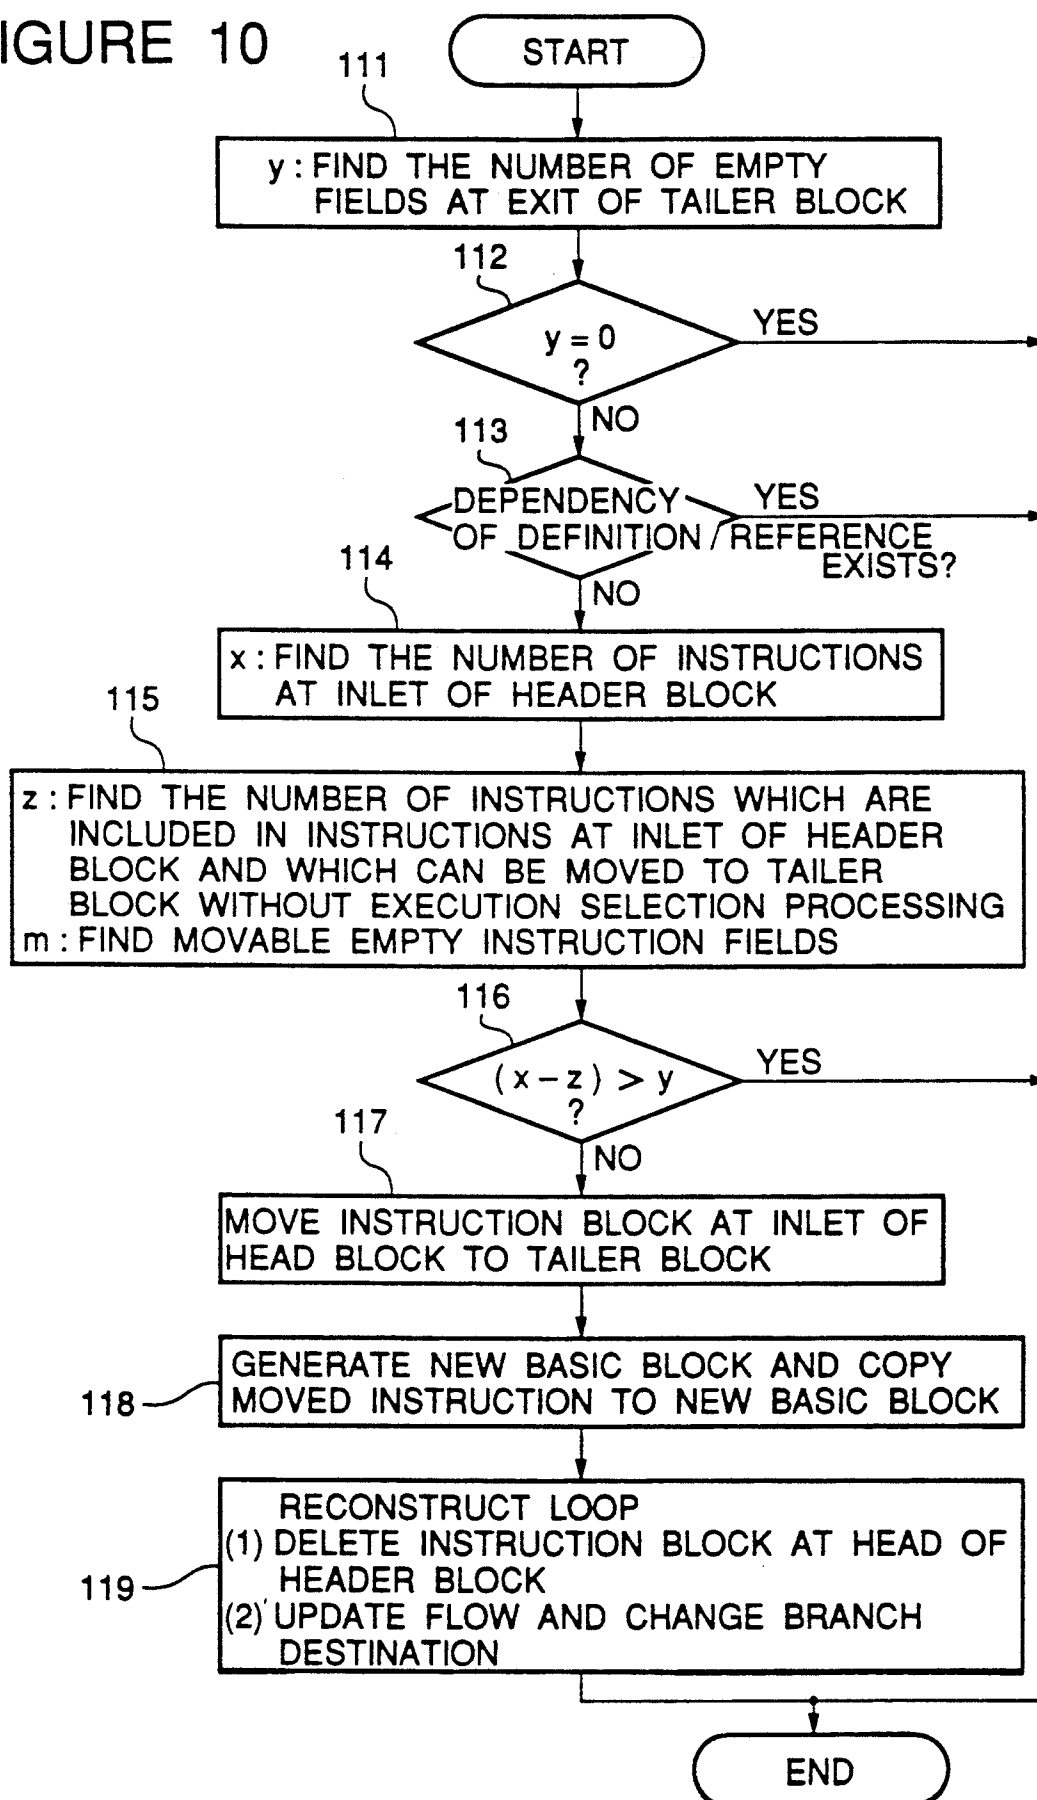 IGURE 10
START
111
y : FIND THE NUMBER OF EMPTY
FIELDS AT EXIT OF TAILER BLOCK
112
y = 0
?
YES
NO
113
DEPENDENCY
OF DEFINITION / REFERENCE
EXISTS?
YES
NO
114
x : FIND THE NUMBER OF INSTRUCTIONS
AT INLET OF HEADER BLOCK
115
z : FIND THE NUMBER OF INSTRUCTIONS WHICH ARE
INCLUDED IN INSTRUCTIONS AT INLET OF HEADER
BLOCK AND WHICH CAN BE MOVED TO TAILER
BLOCK WITHOUT EXECUTION SELECTION PROCESSING
m : FIND MOVABLE EMPTY INSTRUCTION FIELDS
116
( x – z ) > y
?
YES
NO
117
MOVE INSTRUCTION BLOCK AT INLET OF
HEAD BLOCK TO TAILER BLOCK
118
GENERATE NEW BASIC BLOCK AND COPY
MOVED INSTRUCTION TO NEW BASIC BLOCK
119
RECONSTRUCT LOOP
(1) DELETE INSTRUCTION BLOCK AT HEAD OF
HEADER BLOCK
(2) UPDATE FLOW AND CHANGE BRANCH
DESTINATION
END